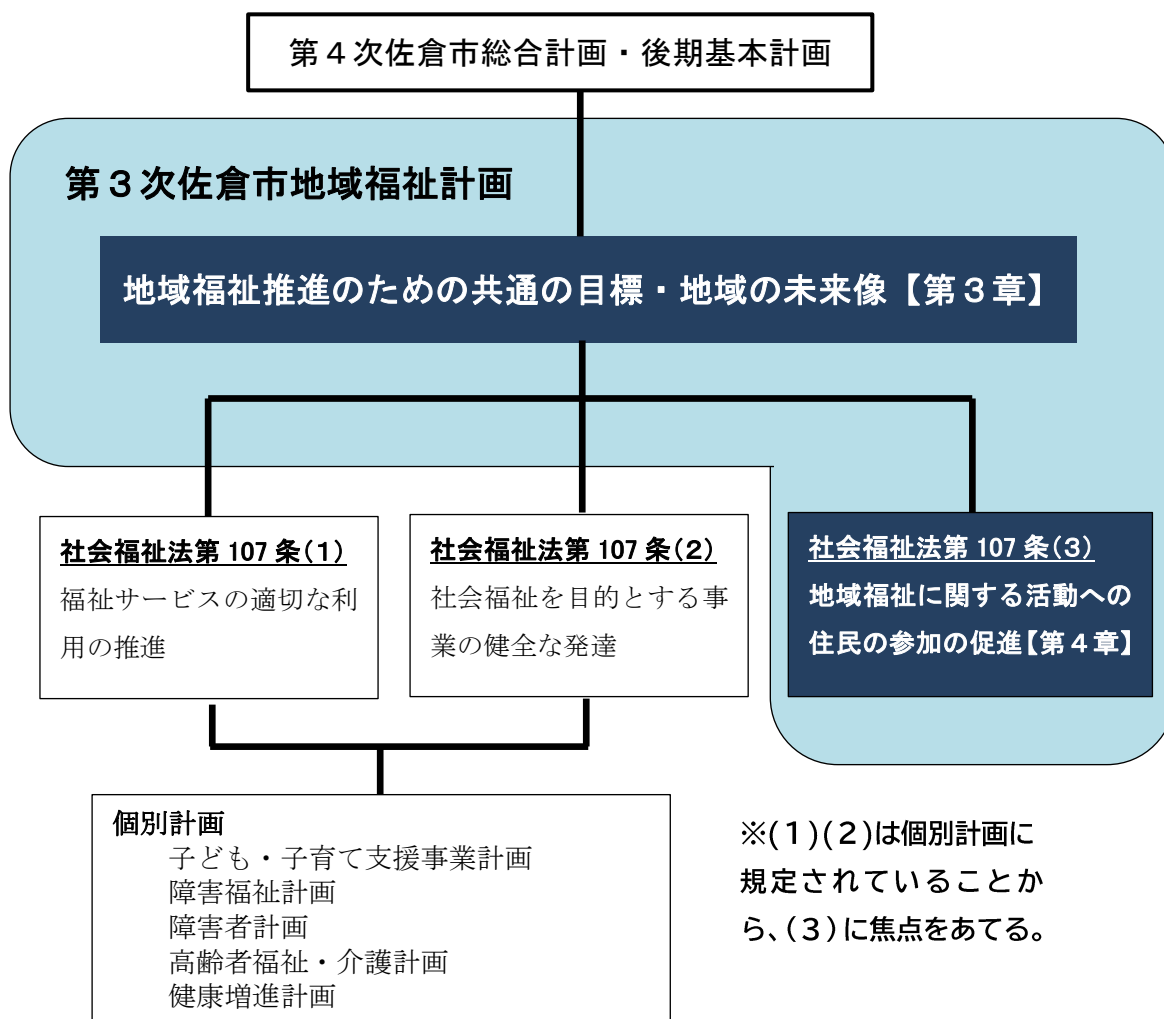 第４次佐倉市総合計画・後期基本計画
第３次佐倉市地域福祉計画
地域福祉推進のための共通の目標・地域の未来像【第３章】
社会福祉法第 107 条(１)
福祉サービスの適切な利
用の推進
社会福祉法第 107 条(２)
社会福祉を目的とする事
業の健全な発達
社会福祉法第 107 条(３)
地域福祉に関する活動への
住民の参加の促進【第４章】
個別計画
子ども・子育て支援事業計画
障害福祉計画
障害者計画
高齢者福祉・介護計画
健康増進計画
※(１)(２)は個別計画に
規定されていることか
ら、(３)に焦点をあてる。